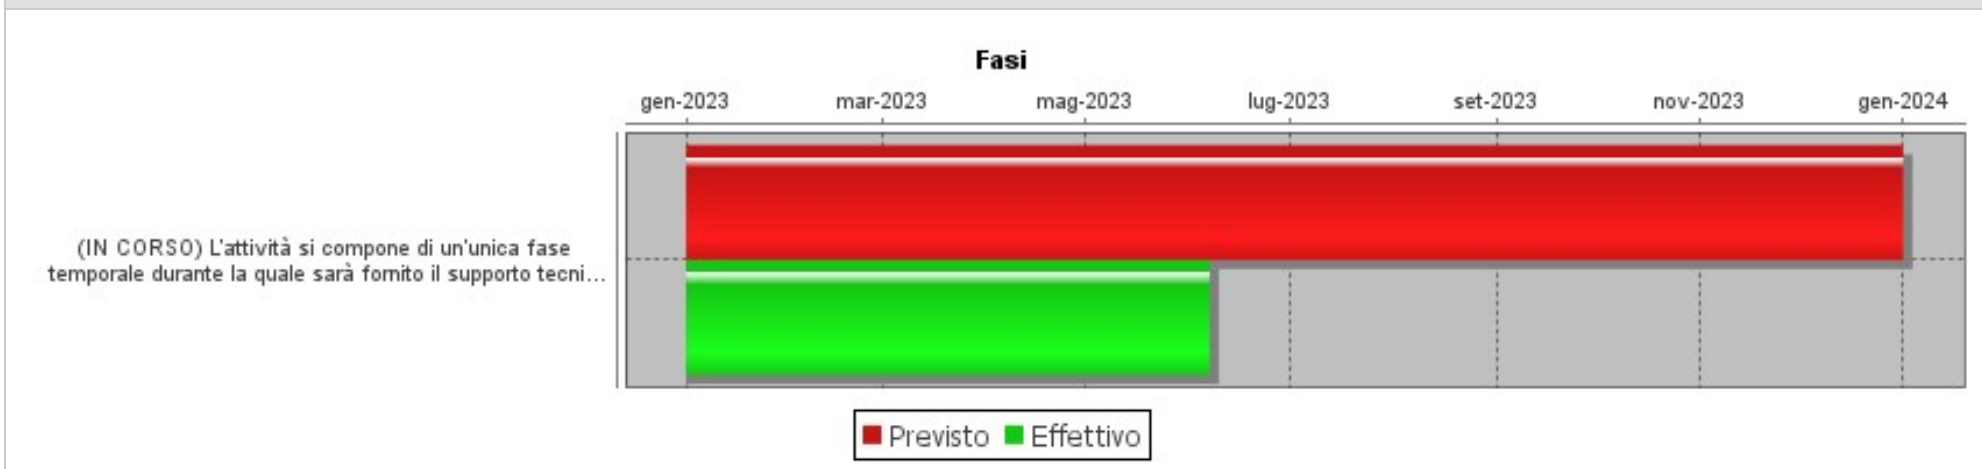 Fasi
gen-2023 mar-2023 mag-2023 lug-2023 set-2023 nov-2023 gen-2024
(IN CORSO) L'attività si compone di un'unica fase
temporale durante la quale sarà fornito il supporto tecni...
Previsto Effettivo